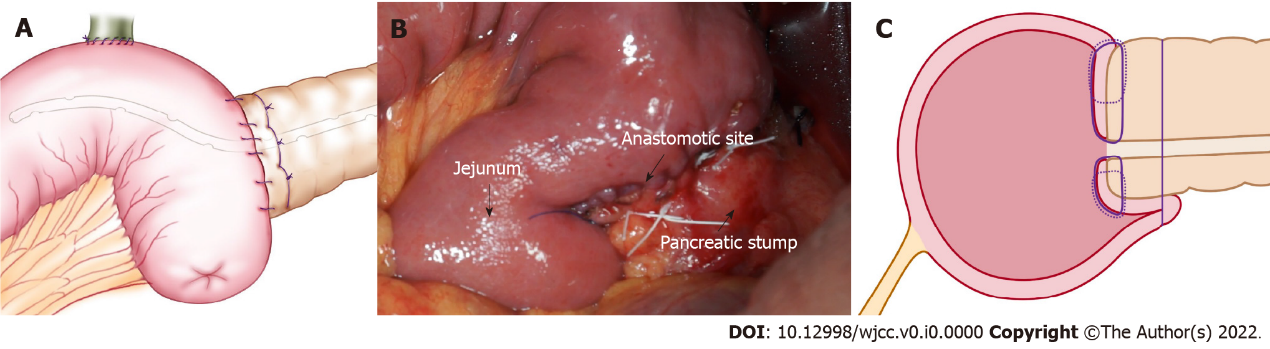 A
B
C
Anastomotic site
Jejunum
Pancreatic stump
DOI: 10.12998/wjcc.v0.i0.0000 Copyright ©The Author(s) 2022.